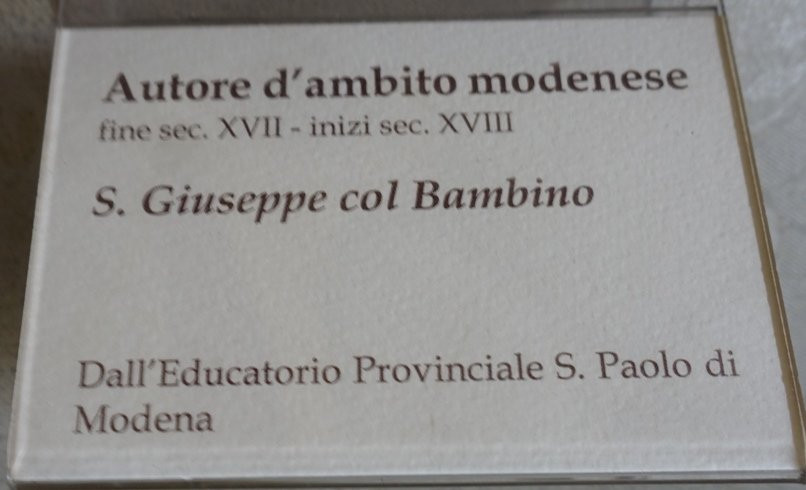 Autore d'ambito modenese
fine sec. XVII - inizi sec. XVIII
S. Giuseppe col Bambino
Dall'Educatorio Provinciale S. Paolo di
Modena